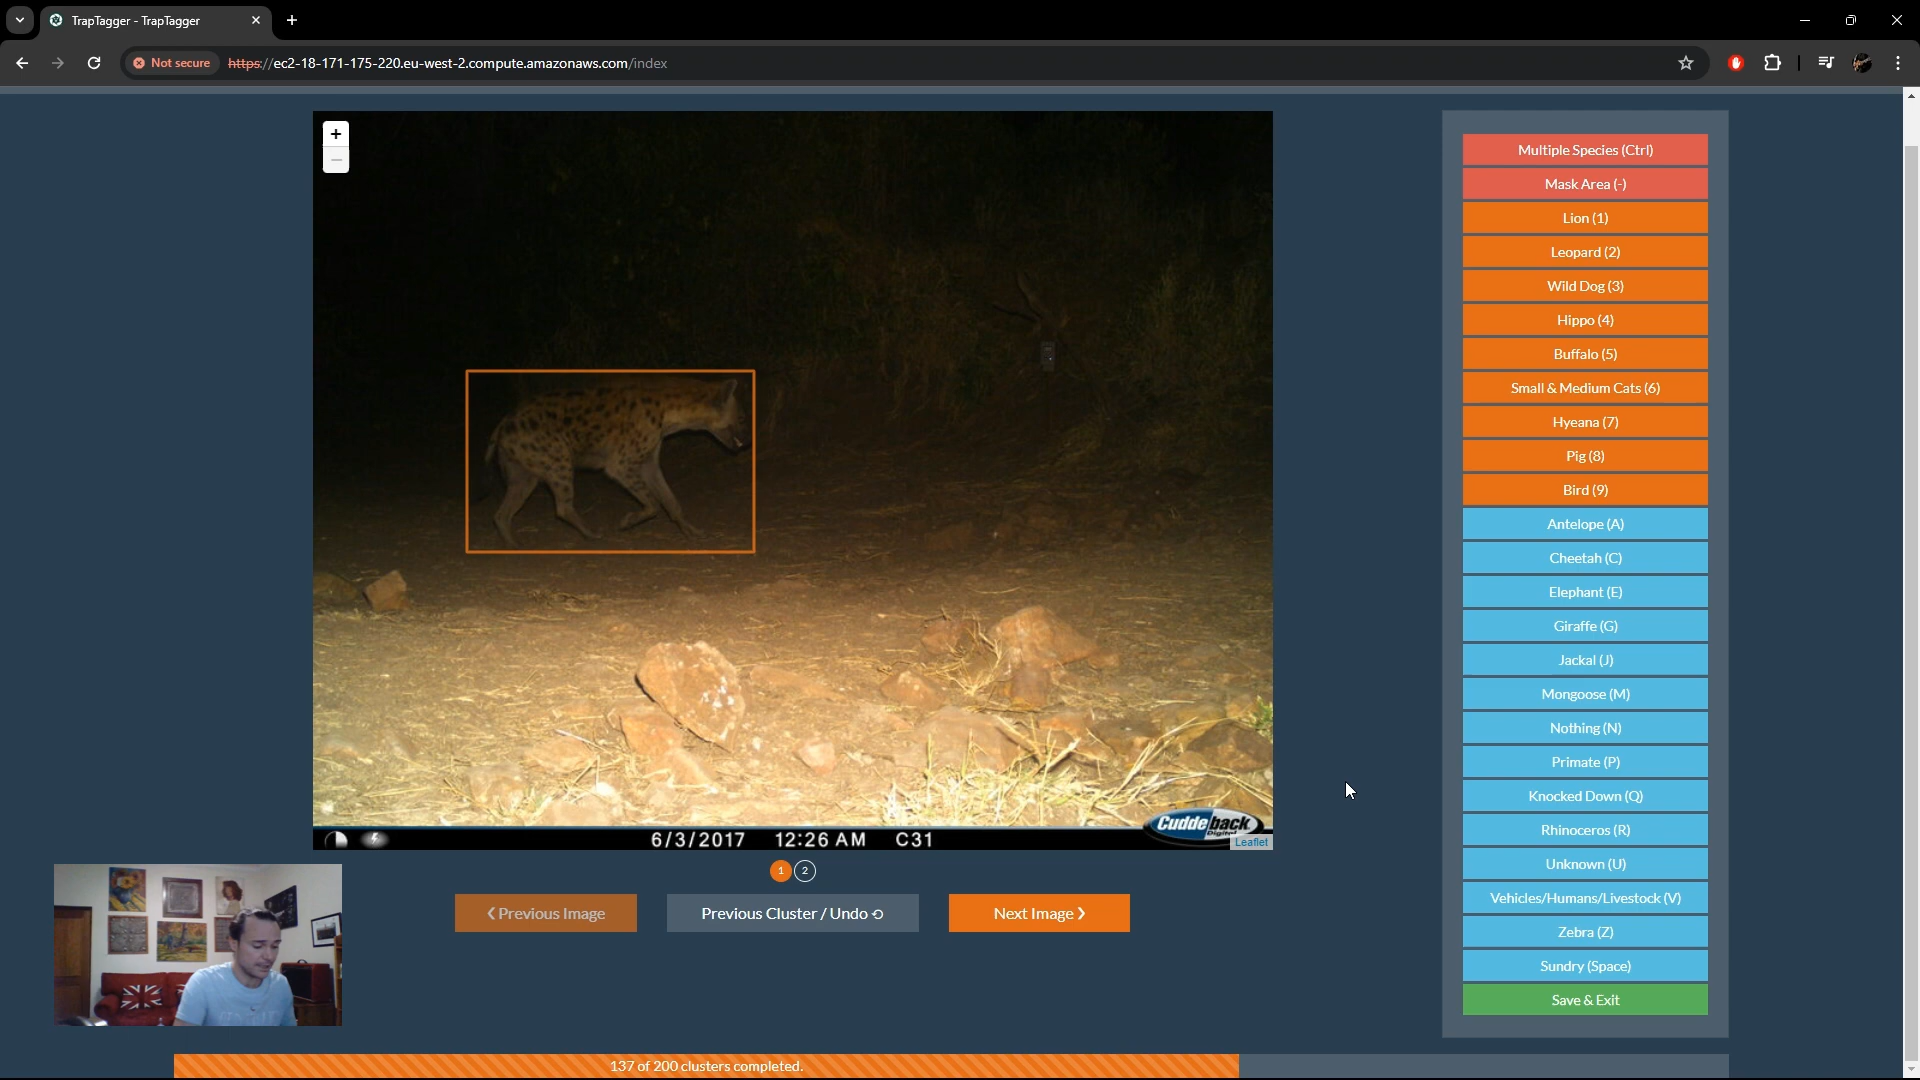 TrapTagger - TrapTagger
Not secure
https://ec2-18-171-175-220.eu-west-2.compute.amazonaws.com/index
+
−
Multiple Species (Ctrl)
Mask Area (-)
Lion (1)
Leopard (2)
Wild Dog (3)
Hippo (4)
Buffalo (5)
Small & Medium Cats (6)
Hyeana (7)
Pig (8)
Bird (9)
Antelope (A)
Cheetah (C)
Elephant (E)
Giraffe (G)
Jackal (J)
Mongoose (M)
Nothing (N)
Primate (P)
Knocked Down (Q)
Rhinoceros (R)
Unknown (U)
Vehicles/Humans/Livestock (V)
Zebra (Z)
Sundry (Space)
Save & Exit
Cuddeback
Digital
6/3/2017 12:26 AM C31
Leaflet
1 2
Previous Image
Previous Cluster / Undo
Next Image
137 of 200 clusters completed.